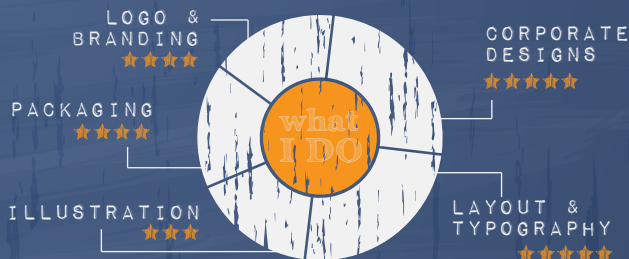 LOGO &
BRANDING
PACKAGING
ILLUSTRATION
what
I DO
CORPORATE
DESIGNS
LAYOUT &
TYPOGRAPHY